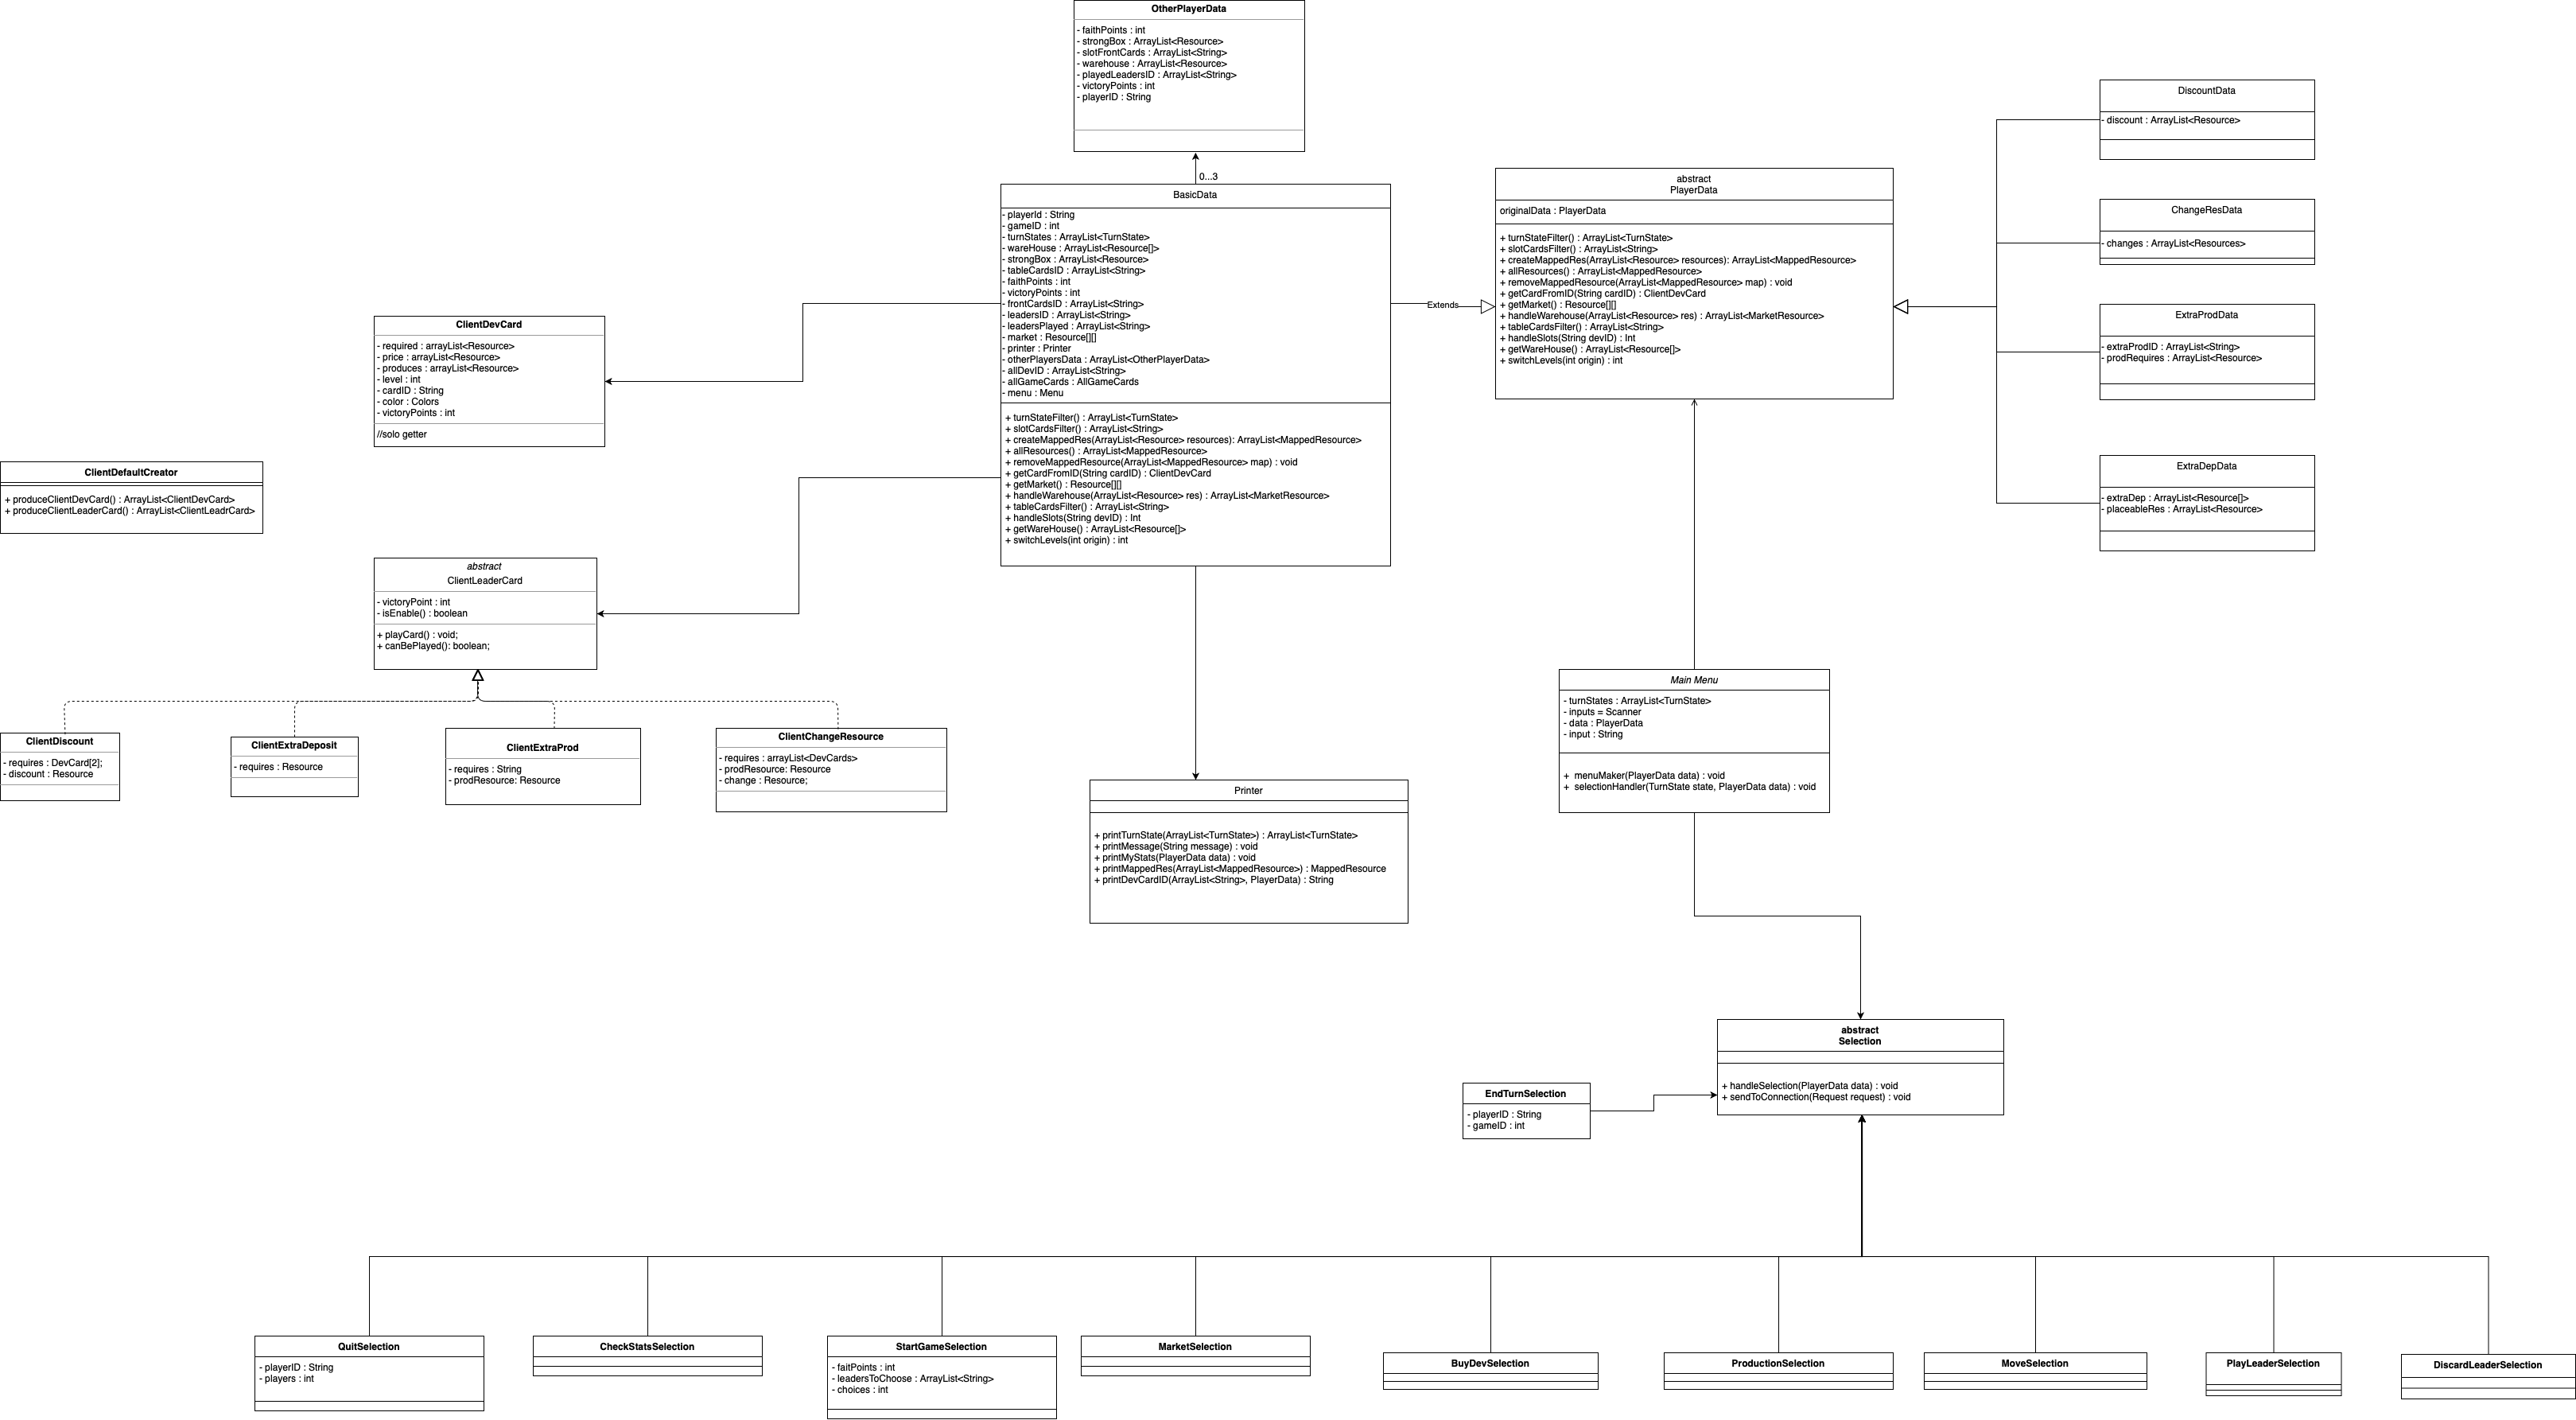 OtherPlayerData
- faithPoints : int
- strongBox : ArrayList<Resource>
- slotFrontCards : ArrayList<String>
- warehouse : ArrayList<Resource>
- playedLeadersID : ArrayList<String>
- victoryPoints : int
- playerID : String
0...3
BasicData
- playerId : String
- gameID : int
- turnStates : ArrayList<TurnState>
- wareHouse : ArrayList<Resource[]>
- strongBox : ArrayList<Resource>
- tableCardsID : ArrayList<String>
- faithPoints : int
- victoryPoints : int
- frontCardsID : ArrayList<String>
- leadersID : ArrayList<String>
- leadersPlayed : ArrayList<String>
- market : Resource[][]
- printer : Printer
- otherPlayersData : ArrayList<OtherPlayerData>
- allDevID : ArrayList<String>
- allGameCards : AllGameCards
- menu : Menu
+ turnStateFilter() : ArrayList<TurnState>
+ slotCardsFilter() : ArrayList<String>
+ createMappedRes(ArrayList<Resource> resources): ArrayList<MappedResource>
+ allResources() : ArrayList<MappedResource>
+ removeMappedResource(ArrayList<MappedResource> map) : void
+ getCardFromID(String cardID) : ClientDevCard
+ getMarket() : Resource[][]
+ handleWarehouse(ArrayList<Resource> res) : ArrayList<MarketResource>
+ tableCardsFilter() : ArrayList<String>
+ handleSlots(String devID) : Int
+ getWareHouse() : ArrayList<Resource[]>
+ switchLevels(int origin) : int
Extends
abstract
PlayerData
originalData : PlayerData
+ turnStateFilter() : ArrayList<TurnState>
+ slotCardsFilter() : ArrayList<String>
+ createMappedRes(ArrayList<Resource> resources): ArrayList<MappedResource>
+ allResources() : ArrayList<MappedResource>
+ removeMappedResource(ArrayList<MappedResource> map) : void
+ getCardFromID(String cardID) : ClientDevCard
+ getMarket() : Resource[][]
+ handleWarehouse(ArrayList<Resource> res) : ArrayList<MarketResource>
+ tableCardsFilter() : ArrayList<String>
+ handleSlots(String devID) : Int
+ getWareHouse() : ArrayList<Resource[]>
+ switchLevels(int origin) : int
DiscountData
- discount : ArrayList<Resource>
ChangeResData
- changes : ArrayList<Resources>
ExtraProdData
- extraProdID : ArrayList<String>
- prodRequires : ArrayList<Resource>
ExtraDepData
- extraDep : ArrayList<Resource[]>
- placeableRes : ArrayList<Resource>
ClientDevCard
- required : arrayList<Resource>
- price : arrayList<Resource>
- produces : arrayList<Resource>
- level : int
- cardID : String
- color : Colors
- victoryPoints : int
//solo getter
ClientDefaultCreator
+ produceClientDevCard() : ArrayList<ClientDevCard>
+ produceClientLeaderCard() : ArrayList<ClientLeadrCard>
abstract
ClientLeaderCard
- victoryPoint : int
- isEnable() : boolean
+ playCard() : void;
+ canBePlayed(): boolean;
ClientDiscount
- requires : DevCard[2];
- discount : Resource
ClientExtraDeposit
- requires : Resource
ClientExtraProd
- requires : String
- prodResource: Resource
ClientChangeResource
- requires : arrayList<DevCards>
- prodResource: Resource
- change : Resource;
Main Menu
- turnStates : ArrayList<TurnState>
- inputs = Scanner
- data : PlayerData
- input : String
+ menuMaker(PlayerData data) : void
+ selectionHandler(TurnState state, PlayerData data) : void
Printer
+ printTurnState(ArrayList<TurnState>) : ArrayList<TurnState>
+ printMessage(String message) : void
+ printMyStats(PlayerData data) : void
+ printMappedRes(ArrayList<MappedResource>) : MappedResource
+ printDevCardID(ArrayList<String>, PlayerData) : String
abstract
Selection
+ handleSelection(PlayerData data) : void
+ sendToConnection(Request request) : void
EndTurnSelection
- playerID : String
- gameID : int
QuitSelection
- playerID : String
- players : int
CheckStatsSelection
StartGameSelection
- faitPoints : int
- leadersToChoose : ArrayList<String>
- choices : int
MarketSelection
BuyDevSelection
ProductionSelection
MoveSelection
PlayLeaderSelection
DiscardLeaderSelection